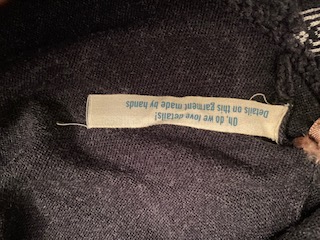 Oh, do we love details!
Details on this garment made by hands